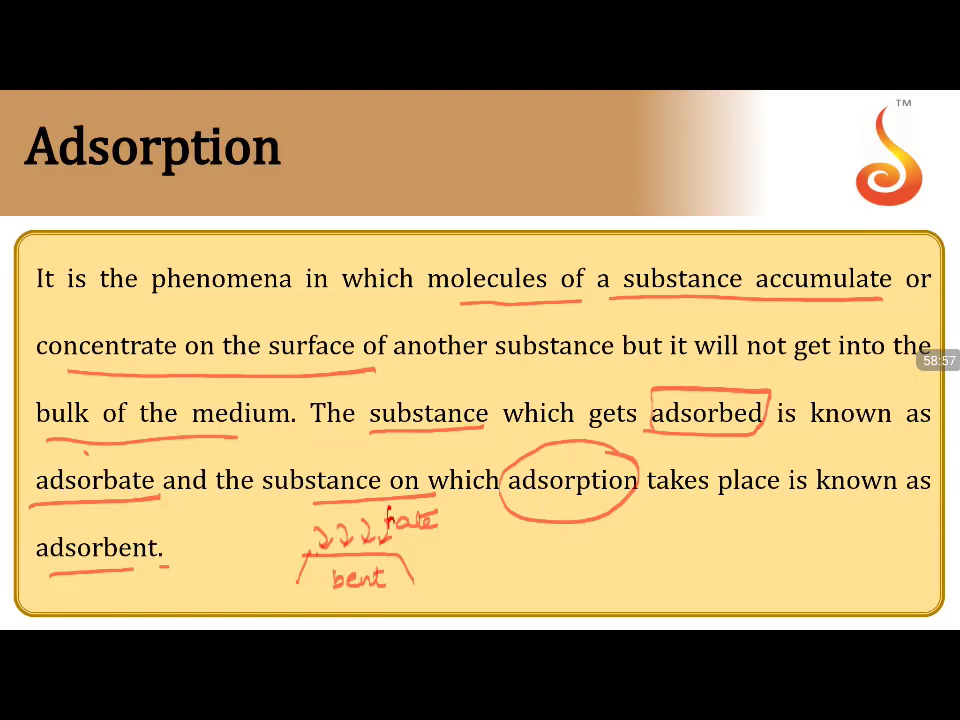 TM
Adsorption
It is the phenomena in which molecules of a substance accumulate or
concentrate on the surface of another substance but it will not get into the
58:57
bulk of the medium. The substance which gets adsorbed is known as
adsorbate and the substance on which adsorption takes place is known as
adsorbent.
bate
bent